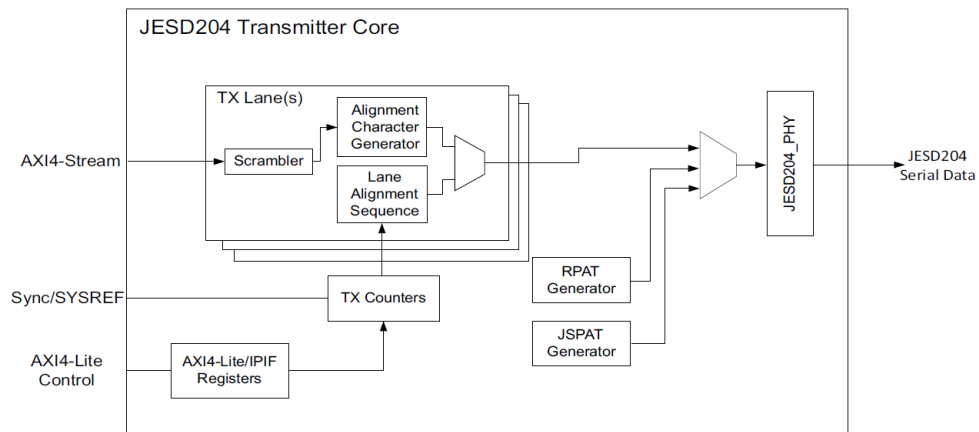 JESD204 Transmitter Core
TX Lane(s)
Alignment
Character
Generator
AXI4-Stream
Scrambler
Lane
Alignment
Sequence
JESD204_PHY
JESD204
Serial Data
RPAT
Generator
Sync/SYSREF
TX Counters
JSPAT
Generator
AXI4-Lite
Control
AXI4-Lite/IPIF
Registers